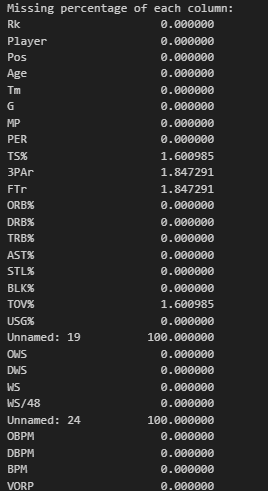 Missing percentage of each column:
Rk 0.000000
Player 0.000000
Pos 0.000000
Age 0.000000
Tm 0.000000
G 0.000000
MP 0.000000
PER 0.000000
TS% 1.600985
3PAr 1.847291
FTr 1.847291
ORB% 0.000000
DRB% 0.000000
TRB% 0.000000
AST% 0.000000
STL% 0.000000
BLK% 0.000000
TOV% 1.600985
USG% 0.000000
Unnamed: 19 100.000000
OWS 0.000000
DWS 0.000000
WS 0.000000
WS/48 0.000000
Unnamed: 24 100.000000
OBPM 0.000000
DBPM 0.000000
BPM 0.000000
VORP 0.000000